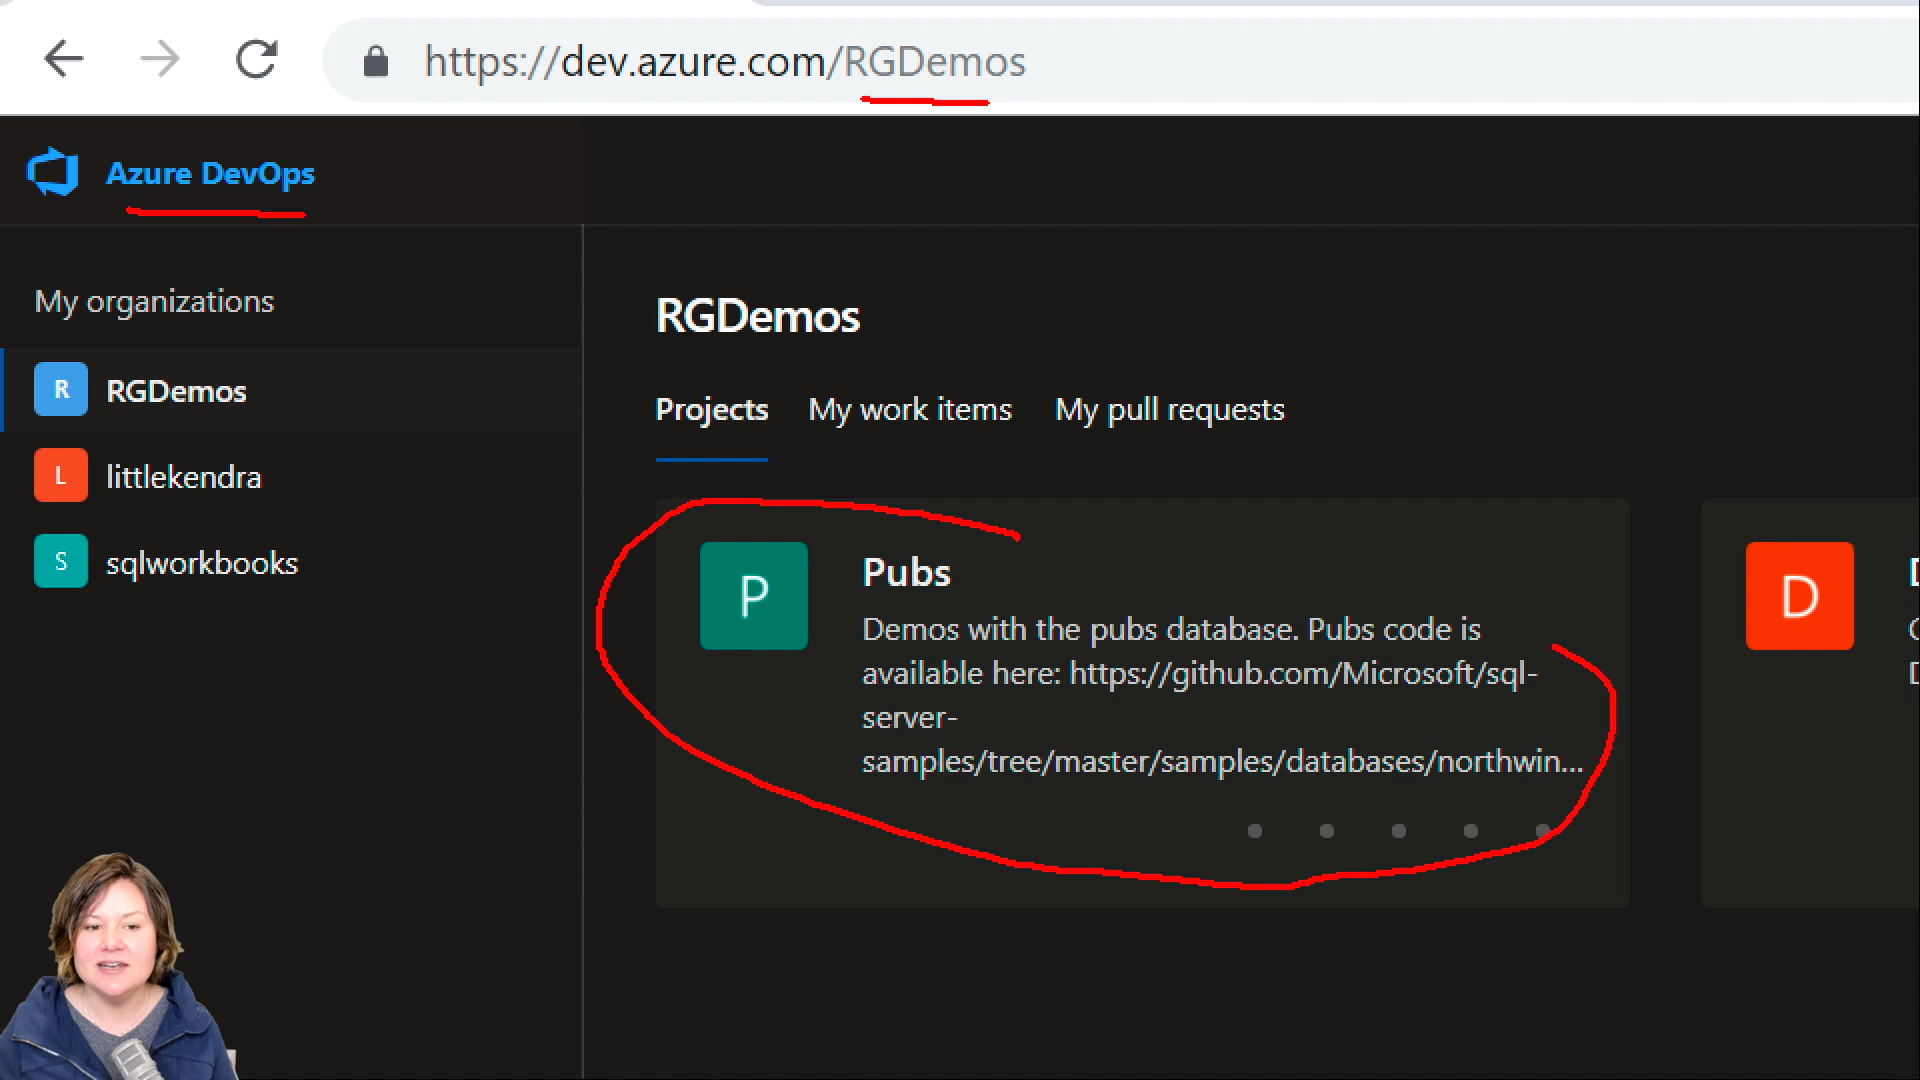 https://dev.azure.com/RGDemos
Azure DevOps
My organizations
R RGDemos
L littlekendra
S sqlworkbooks
RGDemos
Projects My work items My pull requests
P
Pubs
Demos with the pubs database. Pubs code is
available here: https://github.com/Microsoft/sql-
server-
samples/tree/master/samples/databases/northwin...
D